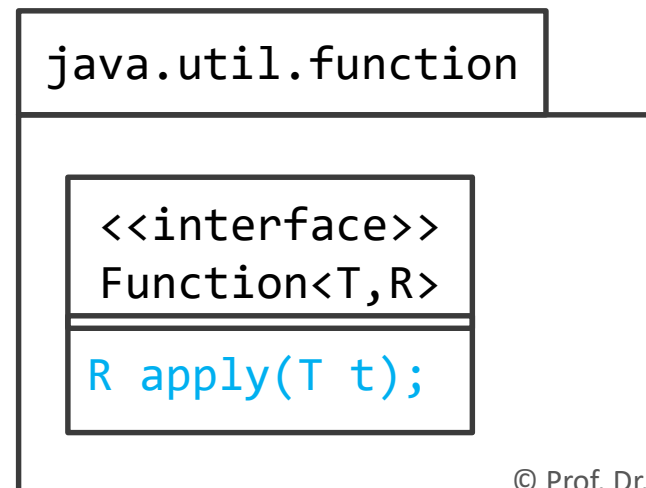 java.util.function
<<interface>>
Function<T,R>
R apply(T t);
© Prof. Dr.